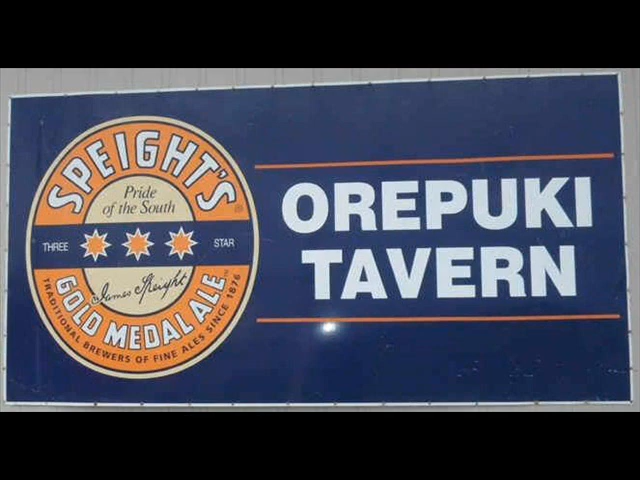 SPEIGHT'S
Pride
of the South
THREE STAR
James Speight
GOLD MEDAL ALE
TRADITIONAL BREWERS OF FINE ALES SINCE 1876
OREPUKI
TAVERN